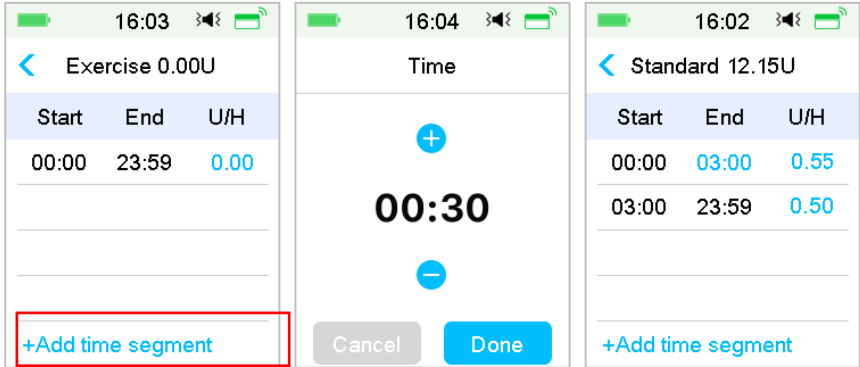 16:03
Exercise 0.00U
Start End U/H
00:00 23:59 0.00
+Add time segment
16:04
Time
00:30
Cancel Done
16:02
Standard 12.15U
Start End U/H
00:00 03:00 0.55
03:00 23:59 0.50
+Add time segment